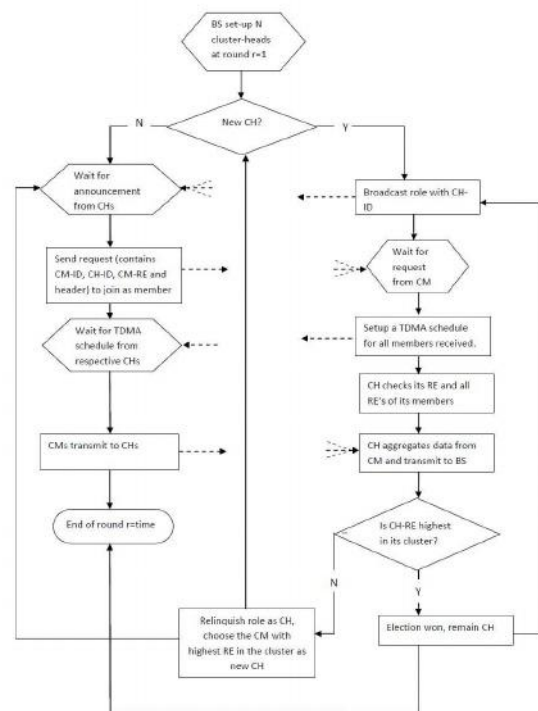 BS set-up N
cluster-heads
at round r=1
New CH?
N
Y
Wait for
announcement
from CHs
Send request (contains
CM-ID, CH-ID, CM-RE and
header) to join as member
Wait for TDMA
schedule from
respective CHs
CMs transmit to CHs
End of round r=time
Broadcast role with CH-
ID
Wait for
request
from CM
Setup a TDMA schedule
for all members received.
CH checks its RE and all
RE's of its members
CH aggregates data from
CM and transmit to BS
Is CH-RE highest
in its cluster?
N
Y
Relinquish role as CH,
choose the CM with
highest RE in the cluster as
new CH
Election won, remain CH